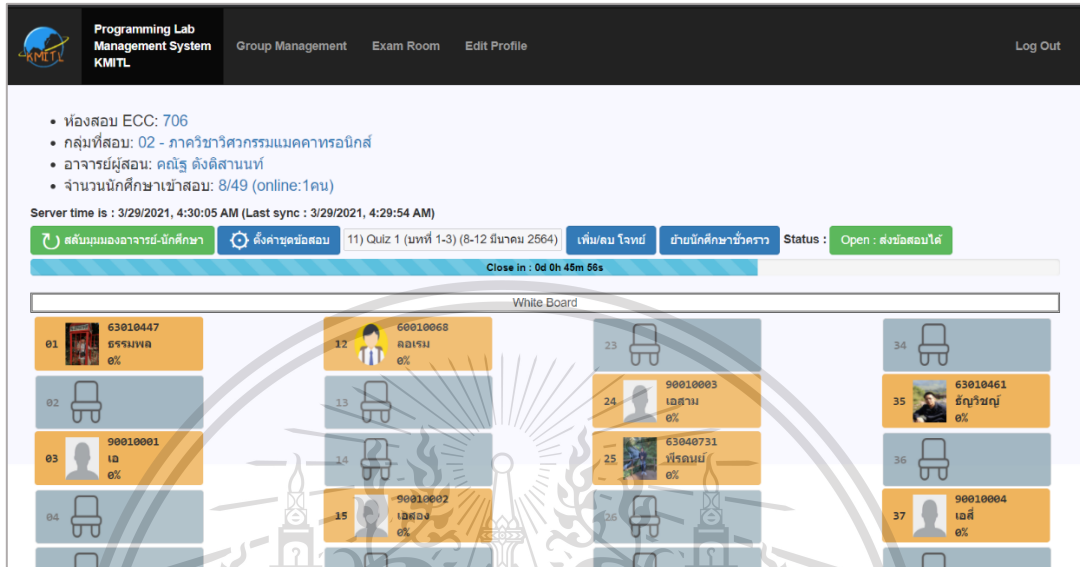 KMITL
Programming Lab
Management System
KMITL
Group Management
Exam Room
Edit Profile
Log Out
ห้องสอบ ECC: 706
กลุ่มที่สอบ: 02 - ภาควิชาวิศวกรรมแมคคาทรอนิกส์
อาจารย์ผู้สอน: คณัฐ ตังติสานนท์
จำนวนนักศึกษาเข้าสอบ: 8/49 (online:1คน)
Server time is : 3/29/2021, 4:30:05 AM (Last sync : 3/29/2021, 4:29:54 AM)
สลับมุมมองอาจารย์-นักศึกษา ตั้งค่าชุดข้อสอบ 11) Quiz 1 (บทที่ 1-3) (8-12 มีนาคม 2564) เพิ่ม/ลบ โจทย์ ย้ายนักศึกษาชั่วคราว Status : Open : ส่งข้อสอบได้
Close in : 0d 0h 45m 56s
White Board
01 63010447
ธรรมพล
0%
12 60010068
ลอเรม
0%
23
34
02
13
24 90010003
เอสาม
0%
35 63010461
ธัญวิชญ์
0%
03 90010001
เอ
0%
14
25 63040731
พีรดนย์
0%
36
04
15 90010002
เอสอง
0%
26
37 90010004
เอสี่
0%